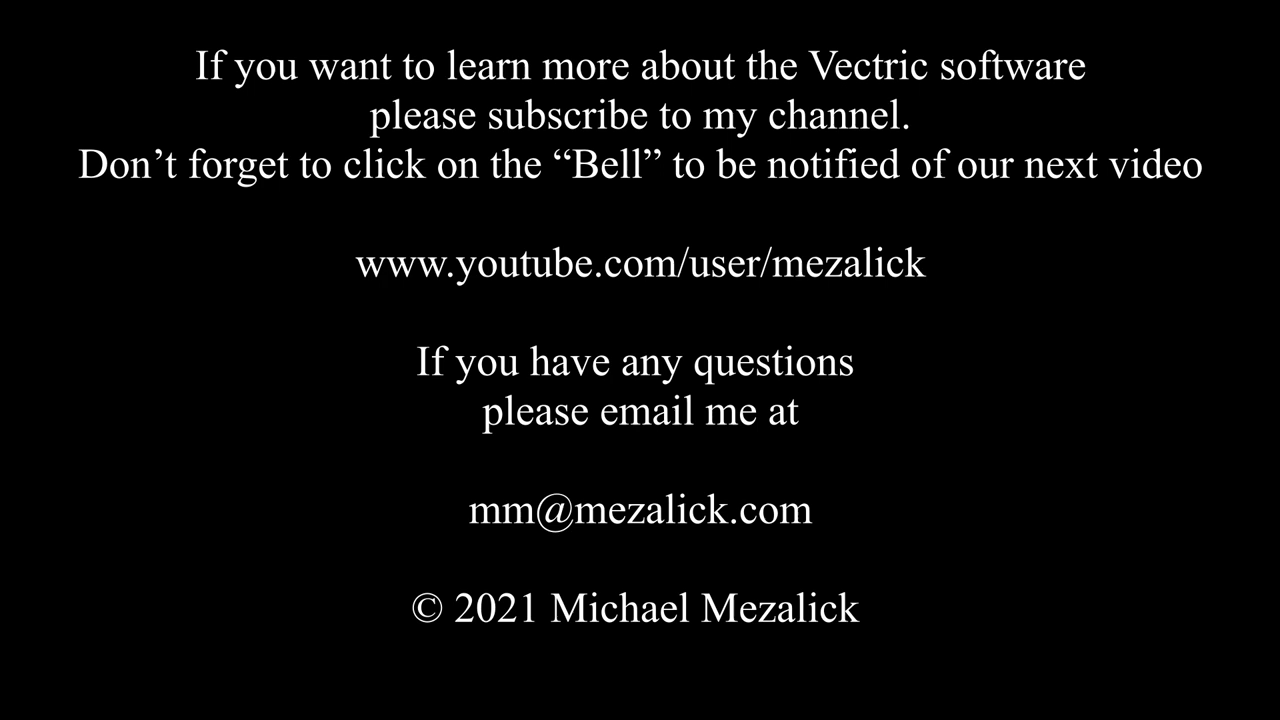 If you want to learn more about the Vectric software
please subscribe to my channel.
Don’t forget to click on the “Bell” to be notified of our next video
www.youtube.com/user/mezalick
If you have any questions
please email me at
mm@mezalick.com
© 2021 Michael Mezalick